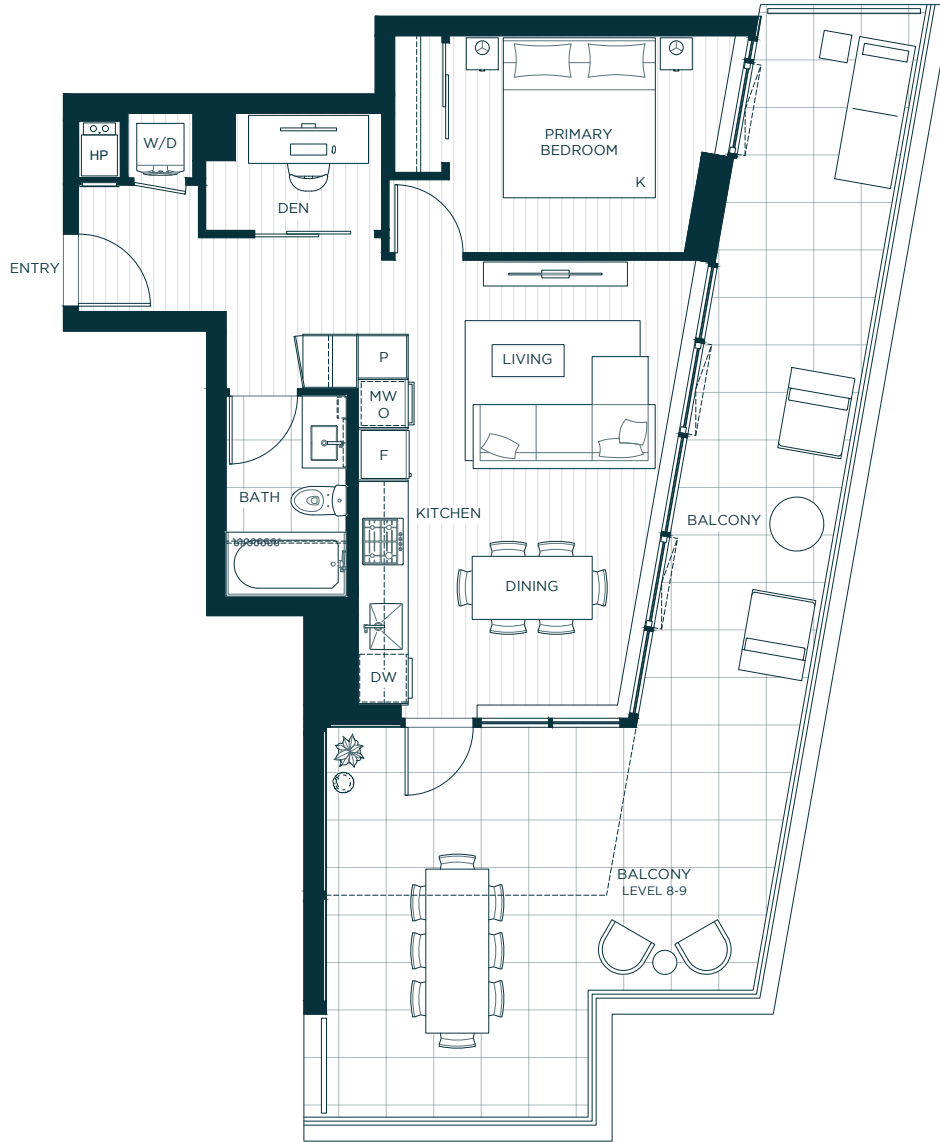 PRIMARY
BEDROOM
K
W/D
HP
DEN
ENTRY
P
LIVING
MW
O
F
BATH
KITCHEN
BALCONY
DINING
DW
BALCONY
LEVEL 8-9